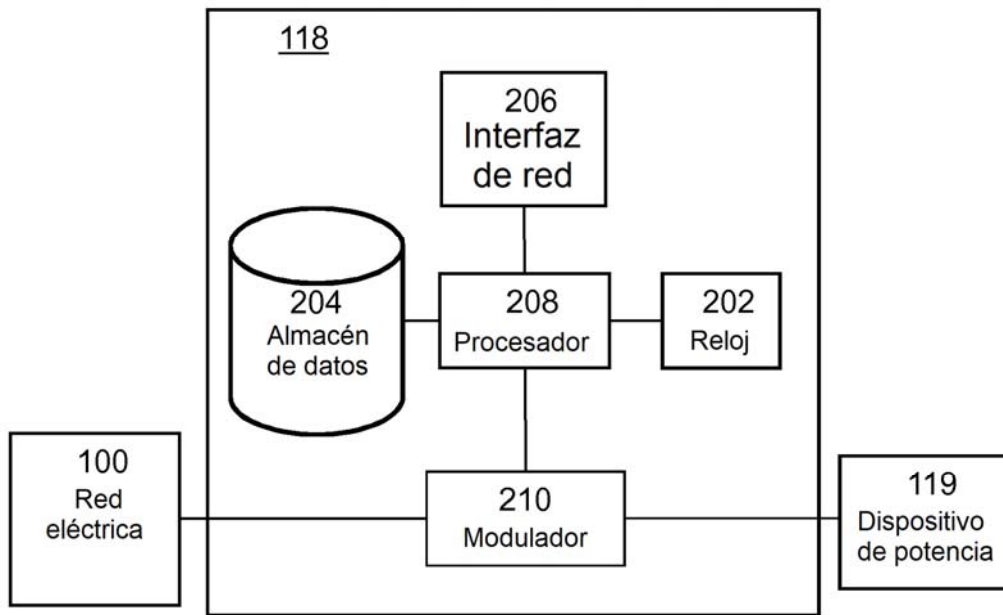 118
206
Interfaz
de red
204
Almacén
de datos
208
Procesador
202
Reloj
100
Red
eléctrica
210
Modulador
119
Dispositivo
de potencia